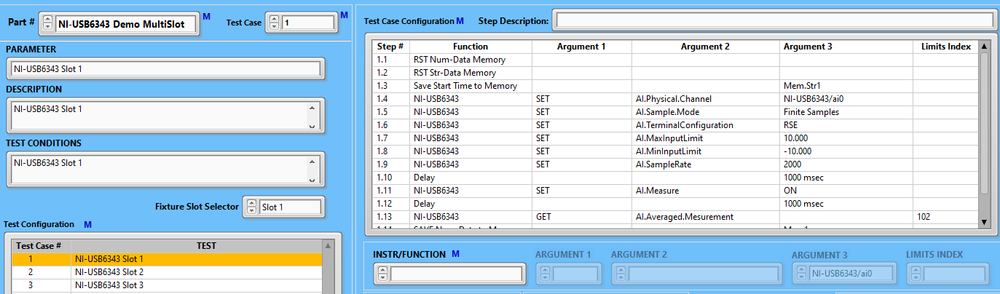 Part # NI-USB6343 Demo MultiSlot M Test Case 1 M
PARAMETER
NI-USB6343 Slot 1
DESCRIPTION
NI-USB6343 Slot 1
TEST CONDITIONS
NI-USB6343 Slot 1
Fixture Slot Selector Slot 1
Test Configuration M
Test Case # TEST
1 NI-USB6343 Slot 1
2 NI-USB6343 Slot 2
3 NI-USB6343 Slot 3
Test Case Configuration M Step Description:
Step # Function Argument 1 Argument 2 Argument 3 Limits Index
1.1 RST Num-Data Memory
1.2 RST Str-Data Memory
1.3 Save Start Time to Memory Mem.Str1
1.4 NI-USB6343 SET AI.Physical.Channel NI-USB6343/ai0
1.5 NI-USB6343 SET AI.Sample.Mode Finite Samples
1.6 NI-USB6343 SET AI.TerminalConfiguration RSE
1.7 NI-USB6343 SET AI.MaxInputLimit 10.000
1.8 NI-USB6343 SET AI.MinInputLimit -10.000
1.9 NI-USB6343 SET AI.SampleRate 2000
1.10 Delay 1000 msec
1.11 NI-USB6343 SET AI.Measure ON
1.12 Delay 1000 msec
1.13 NI-USB6343 GET AI.Averaged.Mesurement 102
INSTR/FUNCTION M ARGUMENT 1 ARGUMENT 2 ARGUMENT 3 LIMITS INDEX
NI-USB6343/ai0